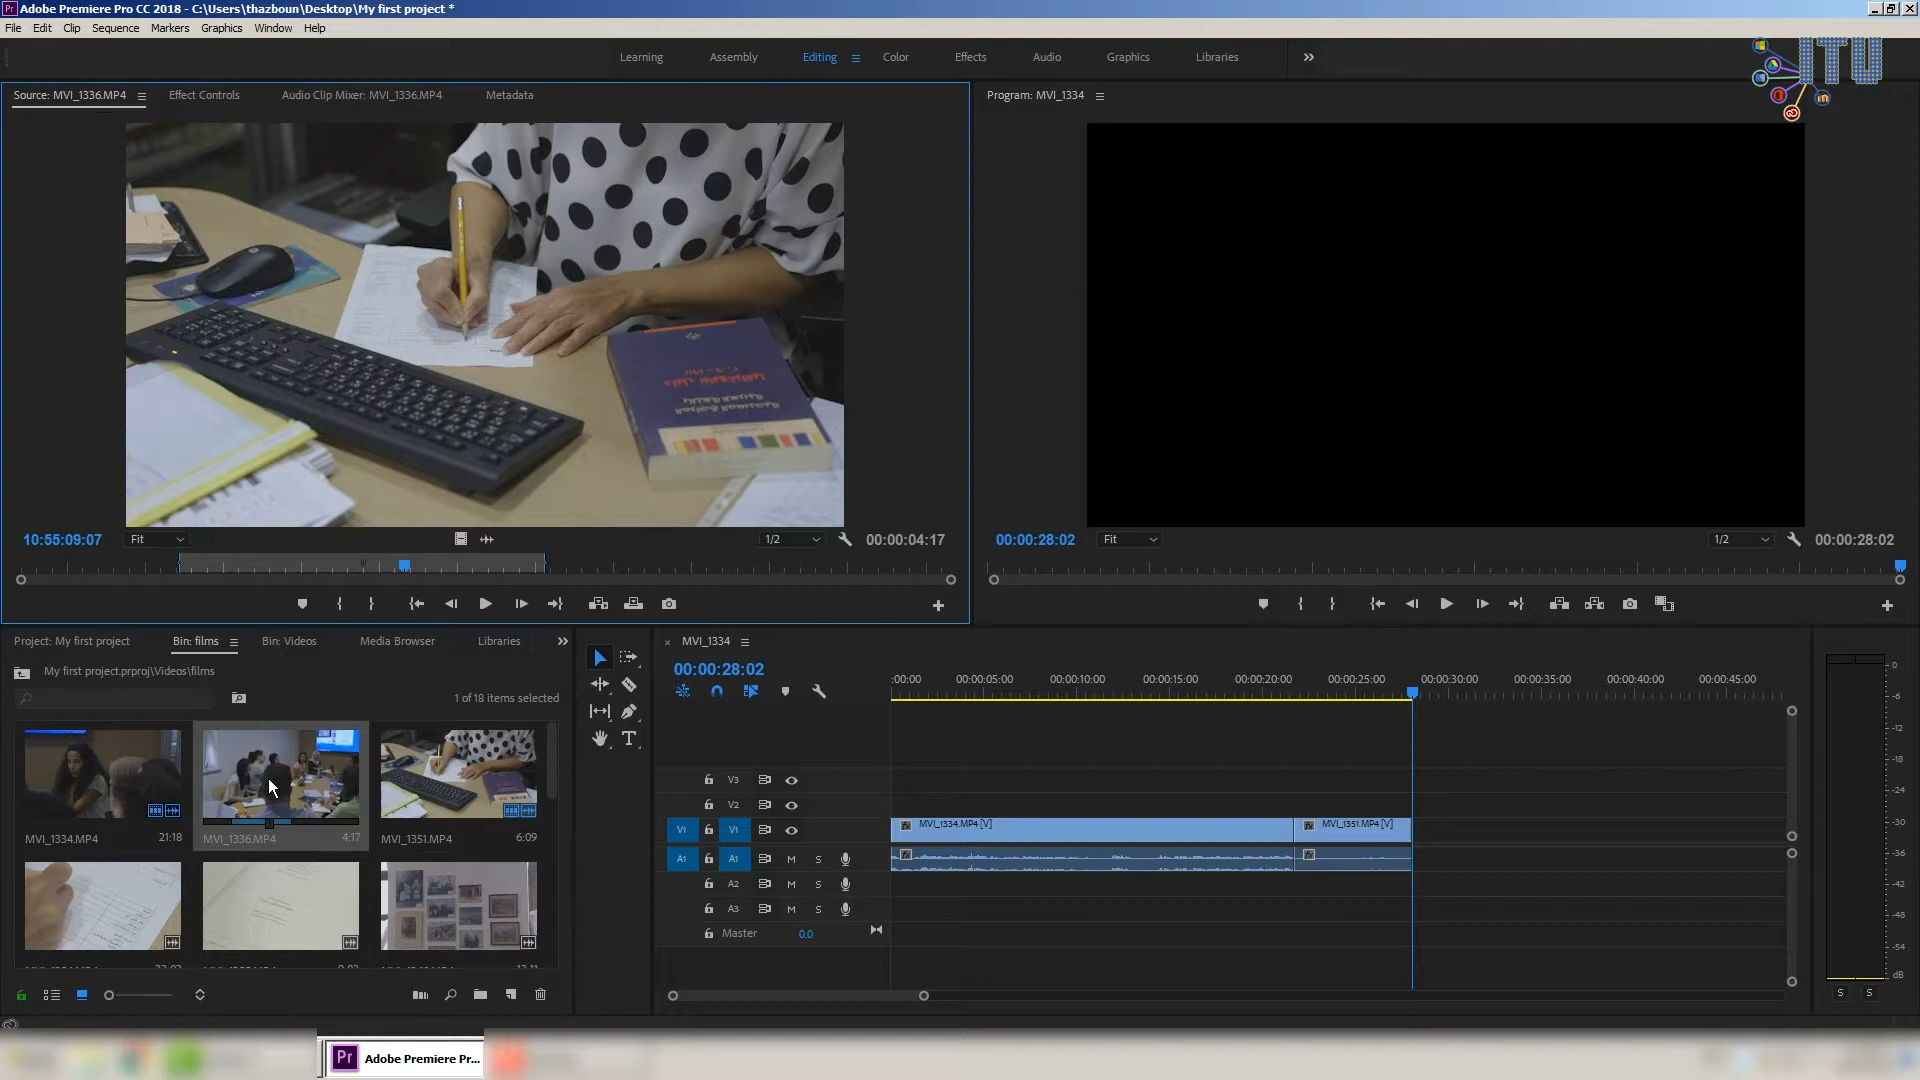 Adobe Premiere Pro CC 2018 - C:\Users\thazboun\Desktop\My first project *
File Edit Clip Sequence Markers Graphics Window Help
Learning Assembly Editing Color Effects Audio Graphics Libraries
ITU
Source: MVI_1336.MP4 Effect Controls Audio Clip Mixer: MVI_1336.MP4 Metadata
Program: MVI_1334
10:55:09:07 Fit 1/2 00:00:04:17
00:00:28:02 Fit 1/2 00:00:28:02
Project: My first project Bin: films Bin: Videos Media Browser Libraries
My first project.prproj\Videos\films
1 of 18 items selected
MVI_1334.MP4 21:18
MVI_1336.MP4 4:17
MVI_1351.MP4 6:09
MVI_1334
00:00:28:02
:00:00 00:00:05:00 00:00:10:00 00:00:15:00 00:00:20:00 00:00:25:00 00:00:30:00 00:00:35:00 00:00:40:00 00:00:45:00
V3
V2
V1 V1
MVI_1334.MP4 [V] MVI_1351.MP4 [V]
A1 A1 M S
A2 M S
A3 M S
Master 0.0
0
-6
-12
-18
-24
-30
-36
-42
-48
-54
dB
S S
Pr Adobe Premiere Pr...